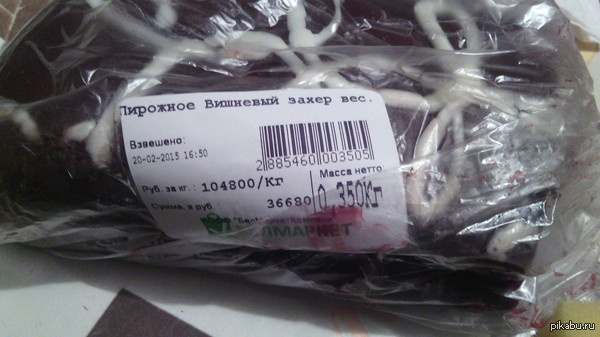 Пирожное Вишневый захер вес.
Взвешено:
20-02-2015 16:50
2 885460 003505
Руб. за кг.: 104800/Кг
Масса нетто:
Сумма, в руб.: 36680
0,350Кг
pikabu.ru